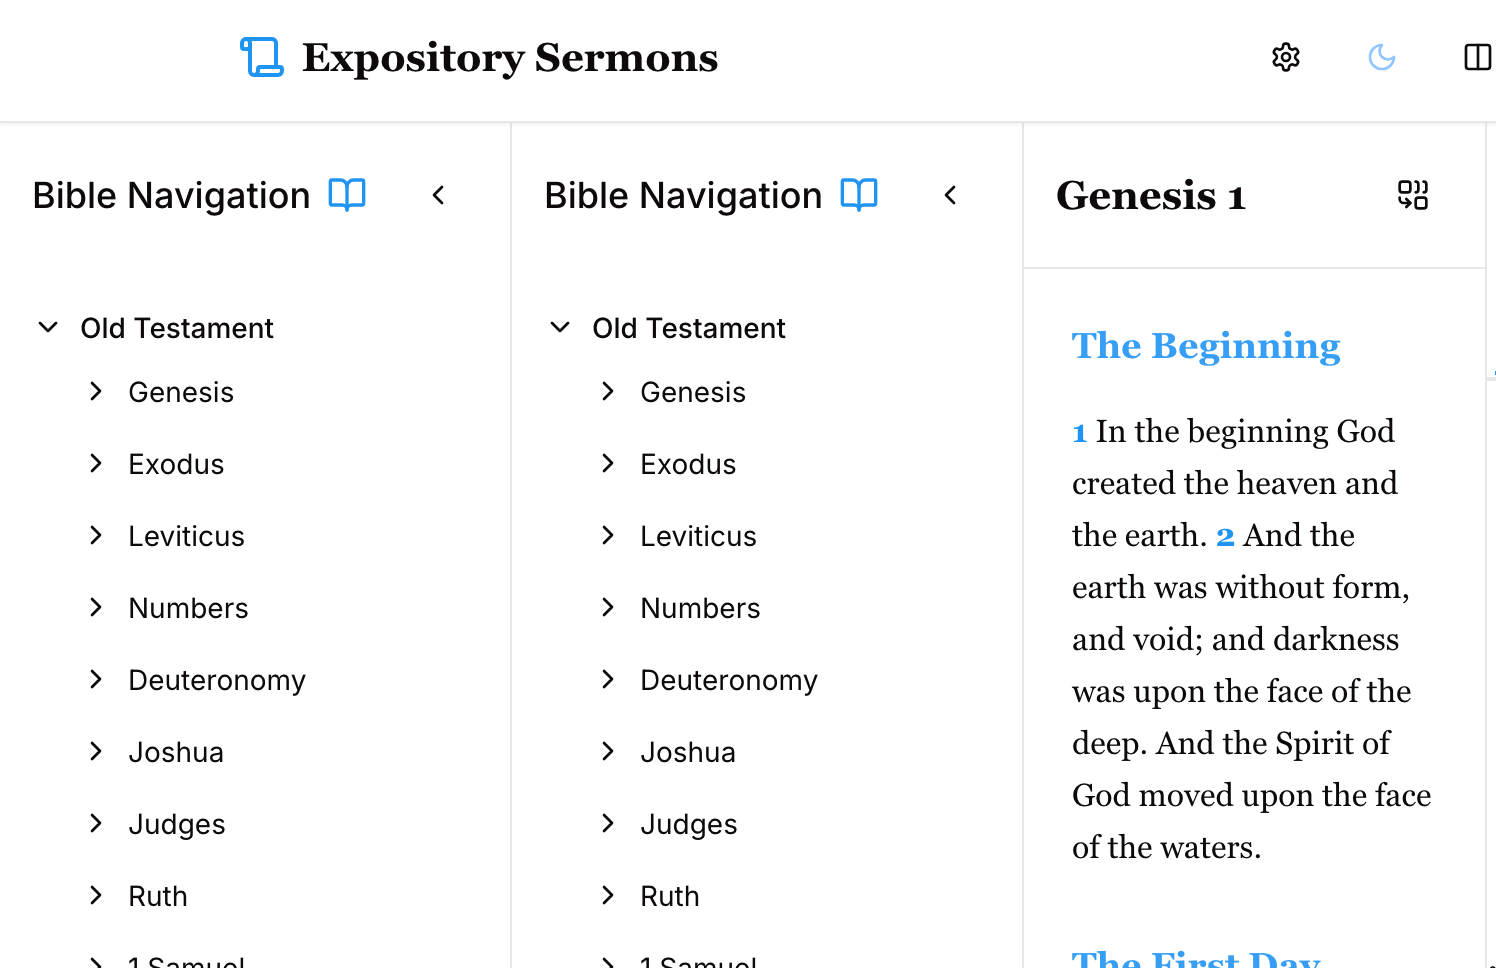 Expository Sermons
Bible Navigation
Old Testament
Genesis
Exodus
Leviticus
Numbers
Deuteronomy
Joshua
Judges
Ruth
1 Samuel
Bible Navigation
Old Testament
Genesis
Exodus
Leviticus
Numbers
Deuteronomy
Joshua
Judges
Ruth
1 Samuel
Genesis 1
The Beginning
1 In the beginning God
created the heaven and
the earth. 2 And the
earth was without form,
and void; and darkness
was upon the face of the
deep. And the Spirit of
God moved upon the face
of the waters.
The First Day